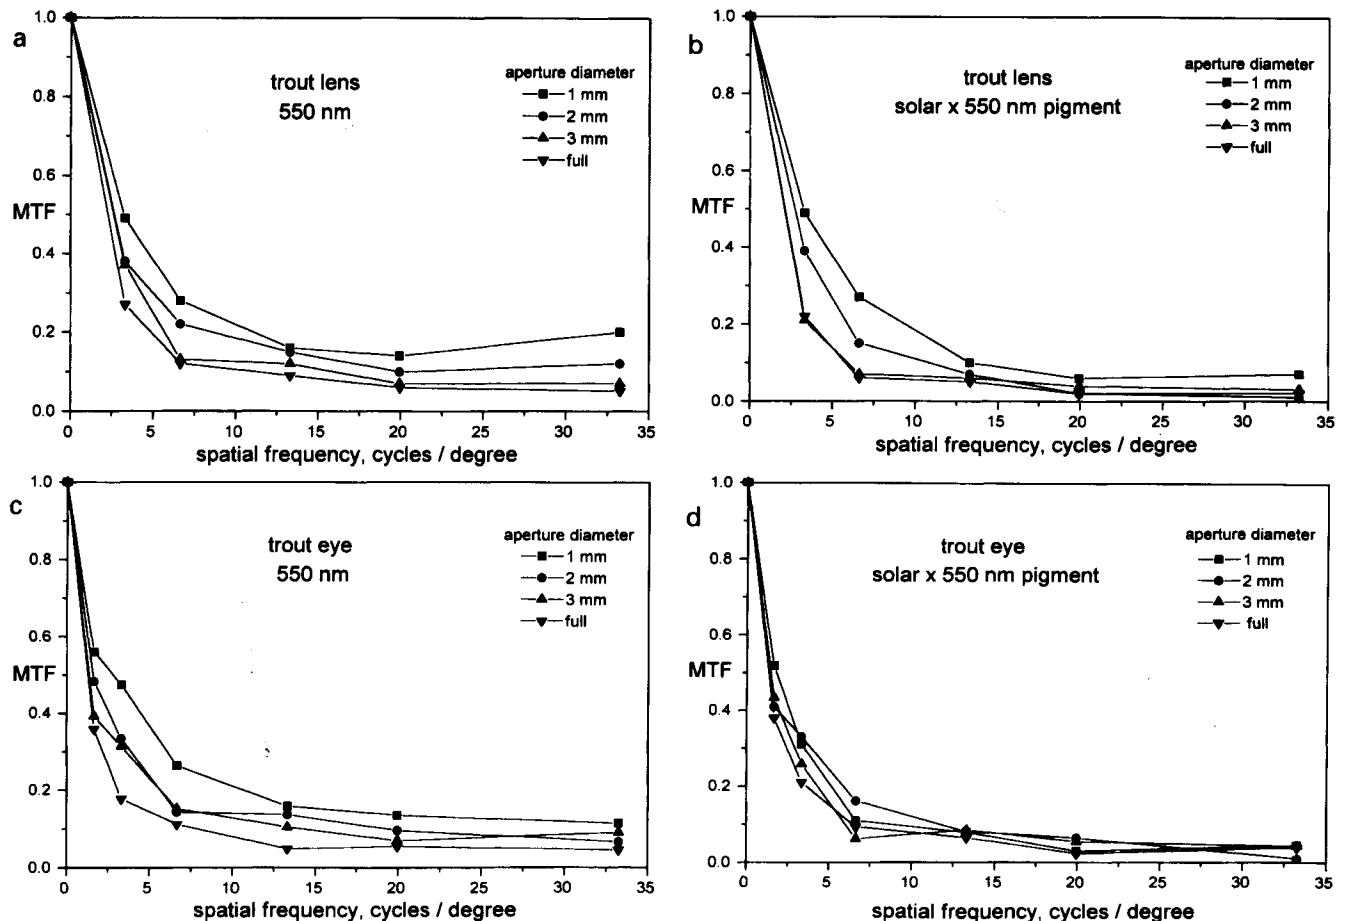 a
trout lens
550 nm
aperture diameter
1 mm
2 mm
3 mm
full
MTF
1.0
0.8
0.6
0.4
0.2
0.0
0 5 10 15 20 25 30 35
spatial frequency, cycles / degree
b
trout lens
solar x 550 nm pigment
aperture diameter
1 mm
2 mm
3 mm
full
MTF
1.0
0.8
0.6
0.4
0.2
0.0
0 5 10 15 20 25 30 35
spatial frequency, cycles / degree
c
trout eye
550 nm
aperture diameter
1 mm
2 mm
3 mm
full
MTF
1.0
0.8
0.6
0.4
0.2
0.0
0 5 10 15 20 25 30 35
spatial frequency, cycles / degree
d
trout eye
solar x 550 nm pigment
aperture diameter
1 mm
2 mm
3 mm
full
MTF
1.0
0.8
0.6
0.4
0.2
0.0
0 5 10 15 20 25 30 35
spatial frequency, cycles / degree